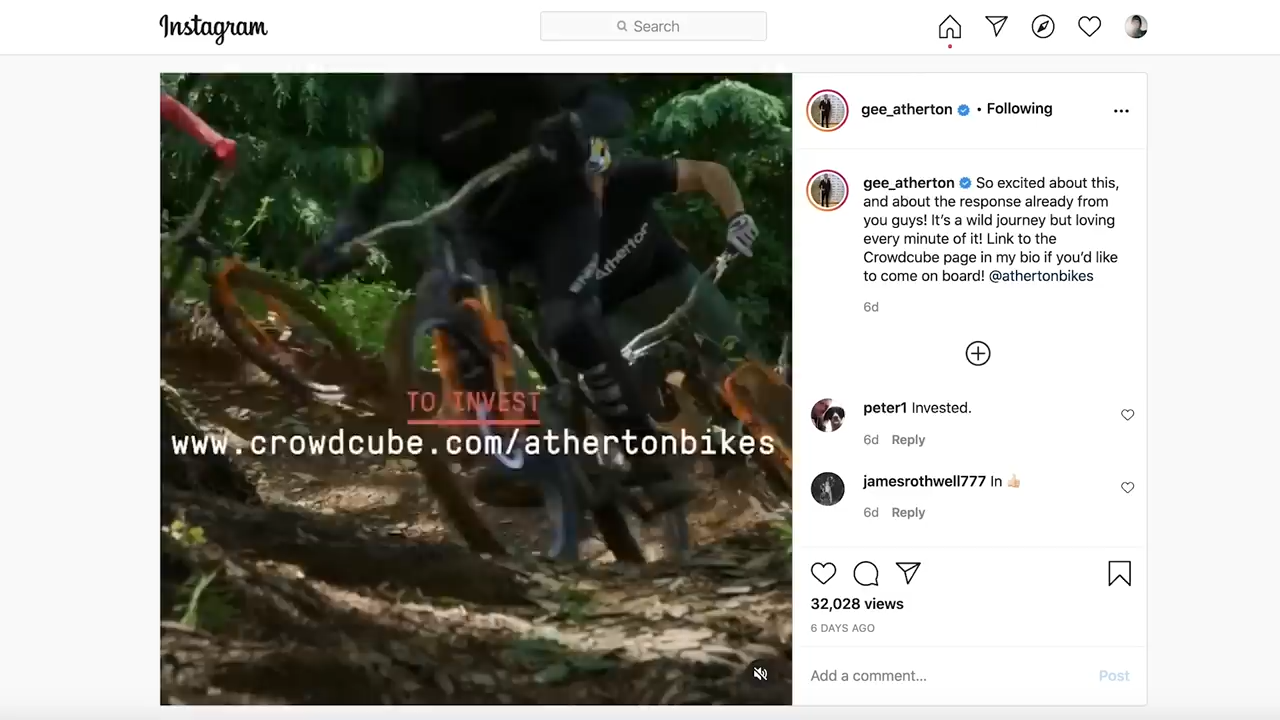 Instagram
Search
gee_atherton • Following
TO INVEST
www.crowdcube.com/athertonbikes
Atherton
gee_atherton So excited about this,
and about the response already from
you guys! It's a wild journey but loving
every minute of it! Link to the
Crowdcube page in my bio if you'd like
to come on board! @athertonbikes
6d
peter1 Invested.
6d Reply
jamesrothwell777 In 👍🏼
6d Reply
32,028 views
6 DAYS AGO
Add a comment...
Post